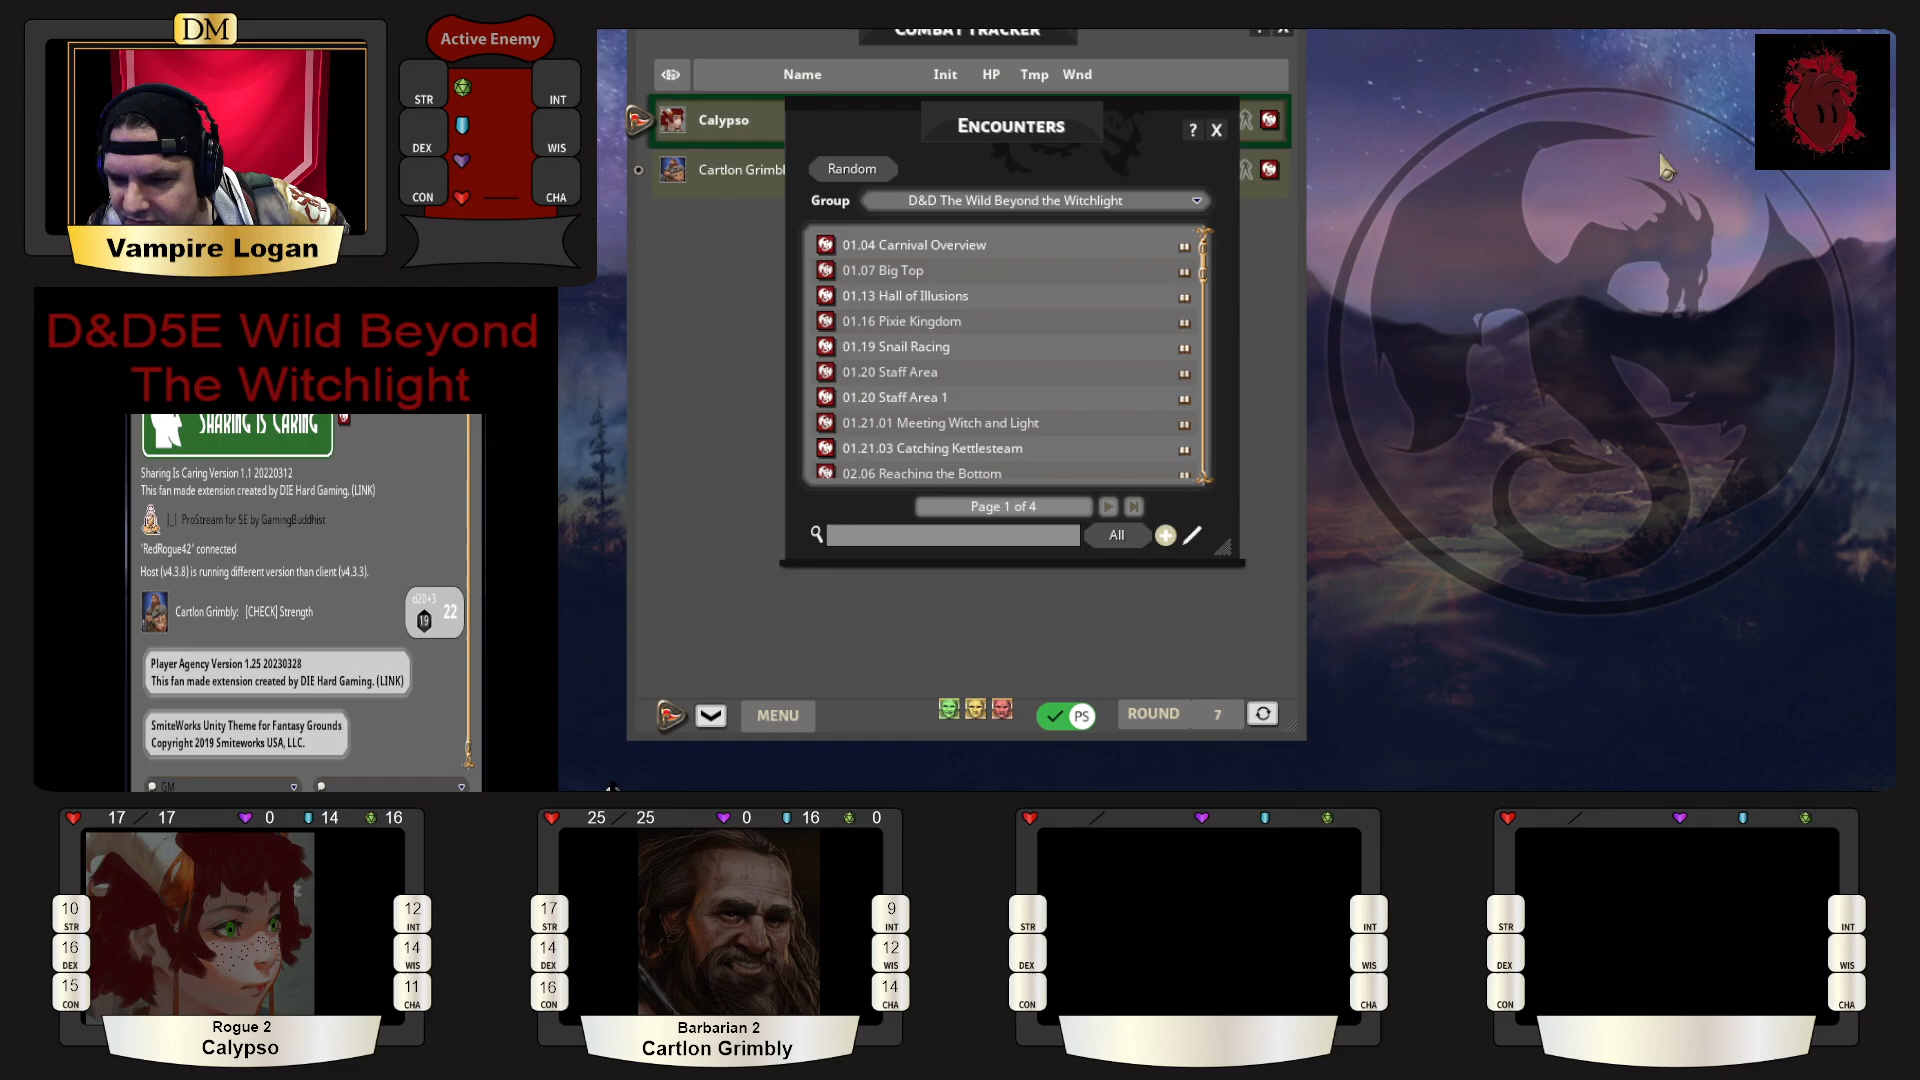 DM
Vampire Logan
Active Enemy
STR
DEX
CON
INT
WIS
CHA
D&D5E Wild Beyond
The Witchlight
SHARING IS CARING
Sharing Is Caring Version 1.1 20220312
This fan made extension created by DIE Hard Gaming. (LINK)
|_| ProStream for 5E by GamingBuddhist
'RedRogue42' connected
Host (v4.3.8) is running different version than client (v4.3.3).
Cartlon Grimbly: [CHECK] Strength
d20+3
19
22
Player Agency Version 1.25 20230328
This fan made extension created by DIE Hard Gaming. (LINK)
SmiteWorks Unity Theme for Fantasy Grounds
Copyright 2019 Smiteworks USA, LLC.
GM
COMBAT TRACKER
? X
Name Init HP Tmp Wnd
Calypso
Cartlon Grimbl
ENCOUNTERS
? X
Random
Group D&D The Wild Beyond the Witchlight
01.04 Carnival Overview
01.07 Big Top
01.13 Hall of Illusions
01.16 Pixie Kingdom
01.19 Snail Racing
01.20 Staff Area
01.20 Staff Area 1
01.21.01 Meeting Witch and Light
01.21.03 Catching Kettlesteam
02.06 Reaching the Bottom
Page 1 of 4
All
MENU
PS
ROUND 7
17 / 17 0 14 16
10
STR
16
DEX
15
CON
12
INT
14
WIS
11
CHA
Rogue 2
Calypso
25 / 25 0 16 0
17
STR
14
DEX
16
CON
9
INT
12
WIS
14
CHA
Barbarian 2
Cartlon Grimbly
/
STR
DEX
CON
INT
WIS
CHA
/
STR
DEX
CON
INT
WIS
CHA